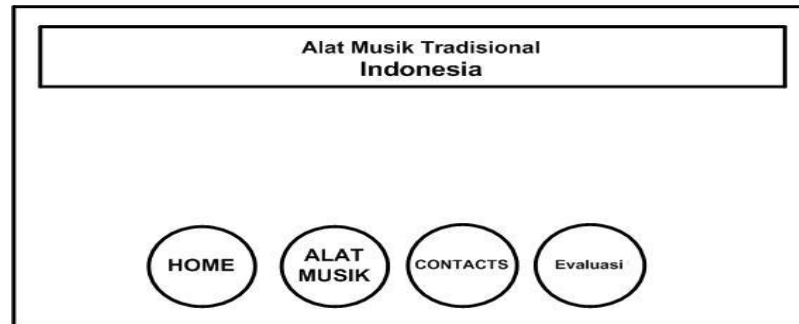 Alat Musik Tradisional
Indonesia
HOME
ALAT
MUSIK
CONTACTS
Evaluasi